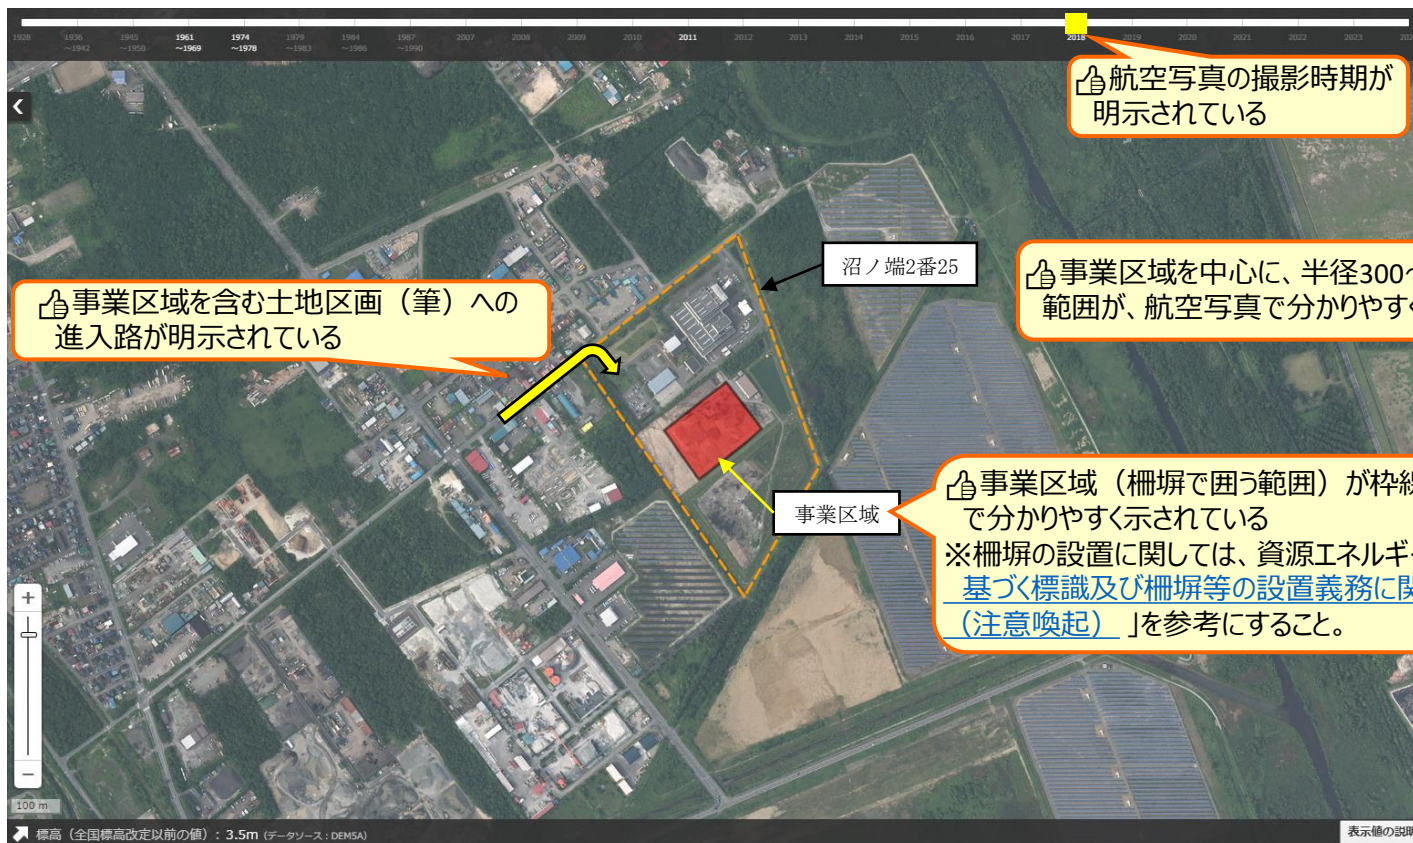 1928 1936 ~1942 1945 ~1950 1961 ~1969 1974 ~1978 1979 ~1983 1984 ~1986 1987 ~1990 2007 2008 2009 2010 2011 2012 2013 2014 2015 2016 2017 2018 2019 2020 2021 2022 2023
航空写真の撮影時期が
明示されている
沼ノ端2番25
事業区域を中心に、半径300~
範囲が、航空写真で分かりやす
事業区域を含む土地区画（筆）への
進入路が明示されている
事業区域（柵塀で囲う範囲）が枠線
で分かりやすく示されている
事業区域
※柵塀の設置に関しては、資源エネルギ
基づく標識及び柵塀等の設置義務に関
（注意喚起）」を参考にすること。
+
−
100 m
標高（全国標高改定以前の値）: 3.5m (データソース : DEM5A)
表示値の説明